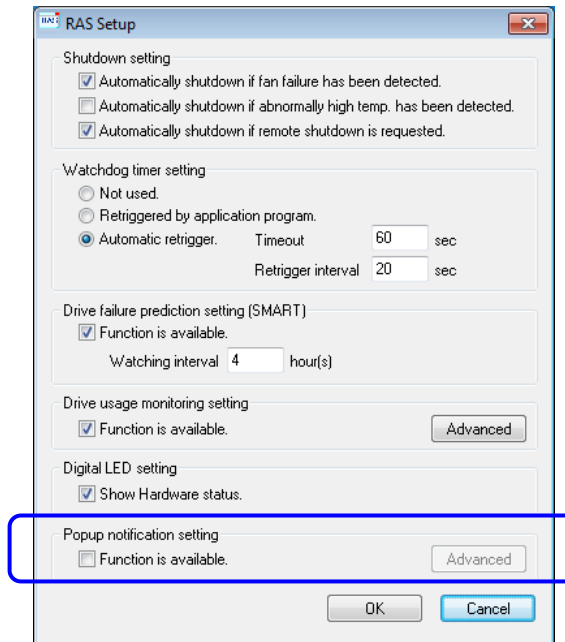 RAS Setup
Shutdown setting
Automatically shutdown if fan failure has been detected.
Automatically shutdown if abnormally high temp. has been detected.
Automatically shutdown if remote shutdown is requested.
Watchdog timer setting
Not used.
Retriggered by application program.
Automatic retrigger. Timeout 60 sec
Retrigger interval 20 sec
Drive failure prediction setting (SMART)
Function is available.
Watching interval 4 hour(s)
Drive usage monitoring setting
Function is available. Advanced
Digital LED setting
Show Hardware status.
Popup notification setting
Function is available. Advanced
OK Cancel